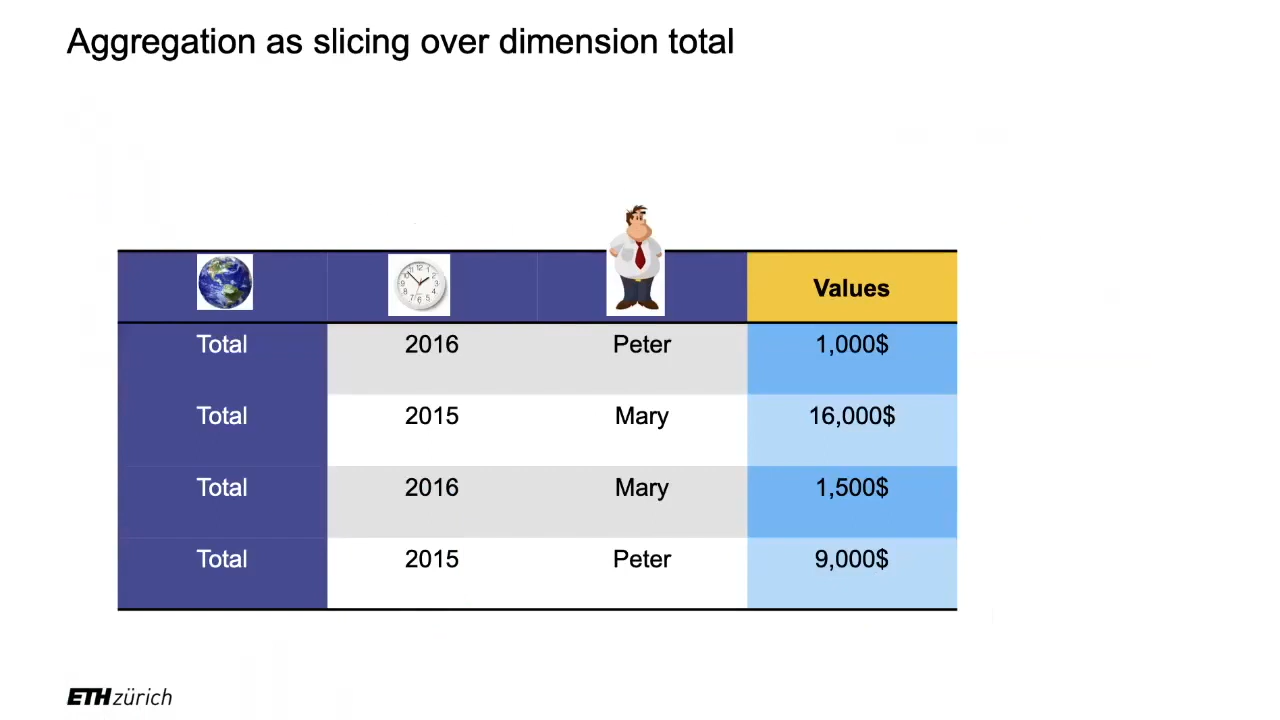 Aggregation as slicing over dimension total
Values
Total 2016 Peter 1,000$
Total 2015 Mary 16,000$
Total 2016 Mary 1,500$
Total 2015 Peter 9,000$
ETH zürich